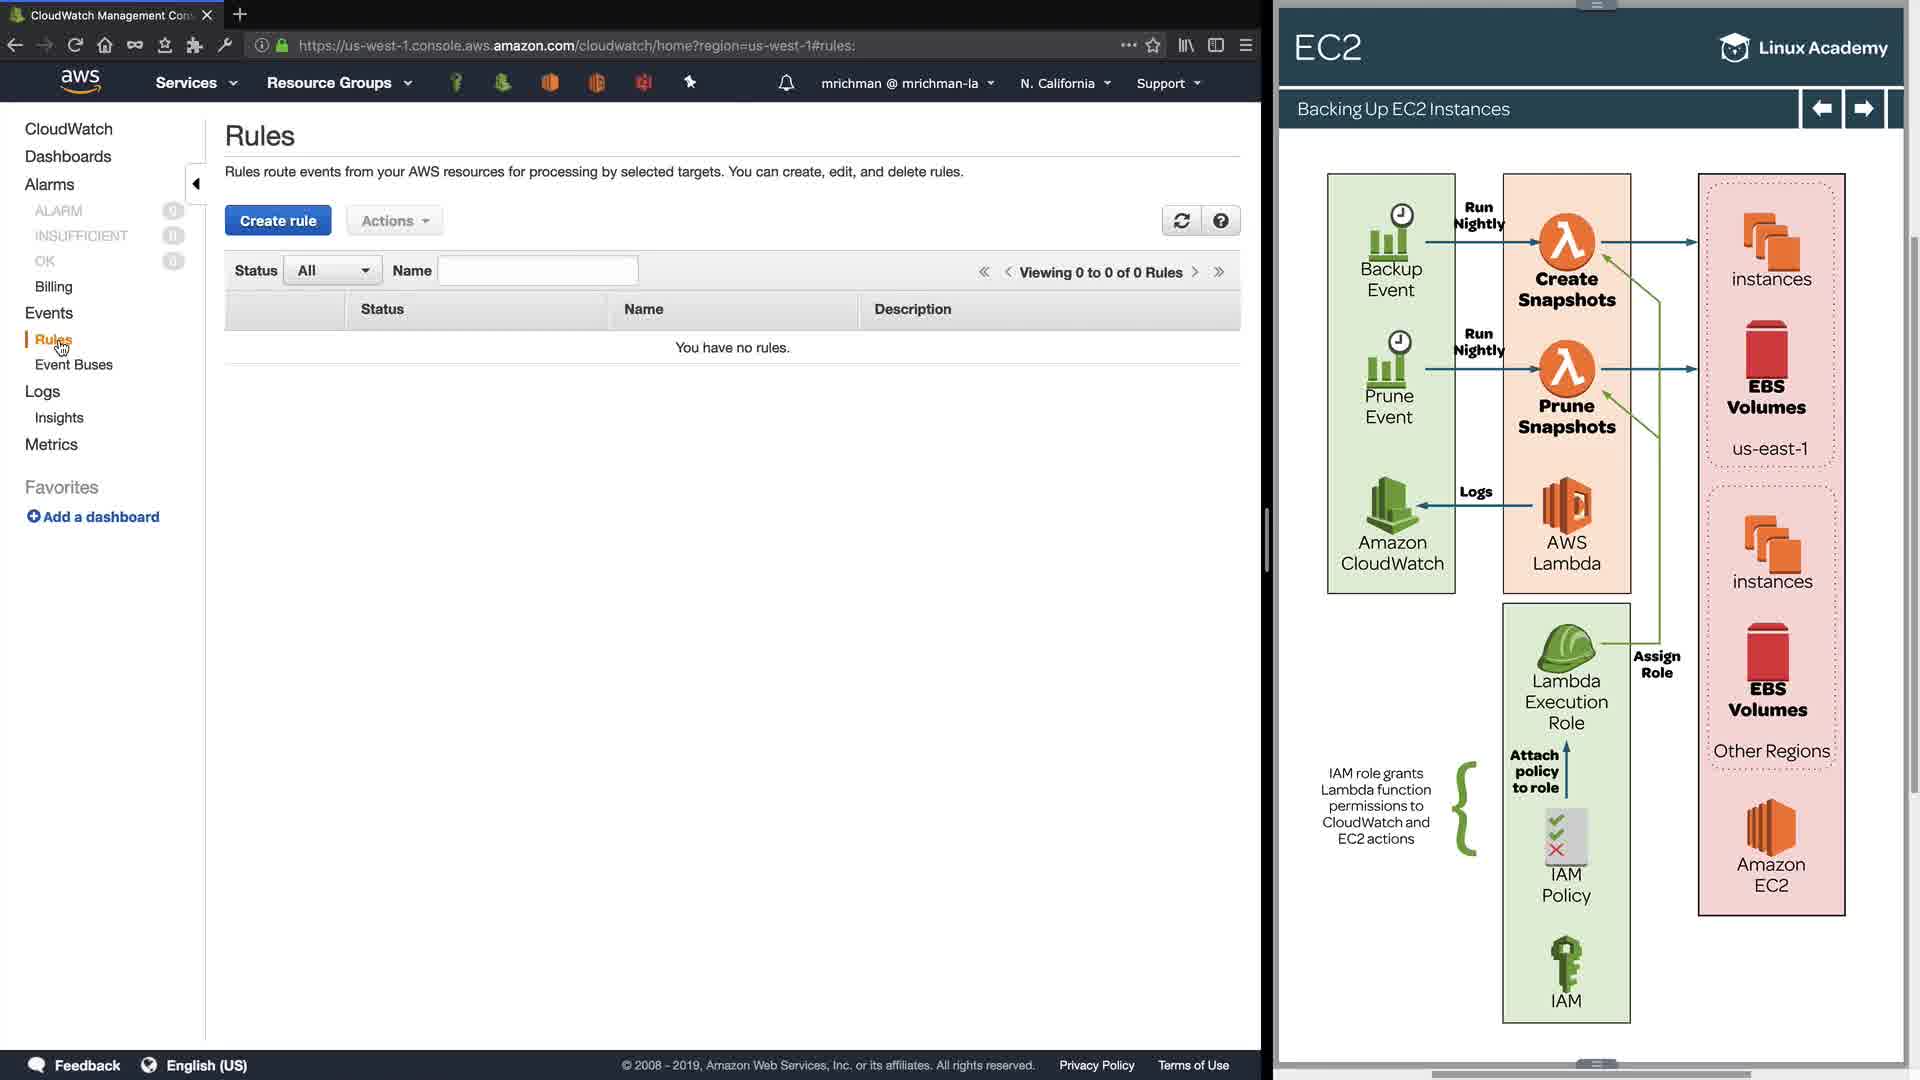 CloudWatch Management Con
https://us-west-1.console.aws.amazon.com/cloudwatch/home?region=us-west-1#rules:
aws
Services
Resource Groups
mrichman @ mrichman-la
N. California
Support
CloudWatch
Dashboards
Alarms
ALARM 0
INSUFFICIENT 0
OK 0
Billing
Events
Rules
Event Buses
Logs
Insights
Metrics
Favorites
Add a dashboard
Rules
Rules route events from your AWS resources for processing by selected targets. You can create, edit, and delete rules.
Create rule
Actions
Status All Name
Viewing 0 to 0 of 0 Rules
Status Name Description
You have no rules.
Feedback
English (US)
© 2008 - 2019, Amazon Web Services, Inc. or its affiliates. All rights reserved.
Privacy Policy
Terms of Use
EC2
Linux Academy
Backing Up EC2 Instances
Backup
Event
Run
Nightly
Create
Snapshots
instances
Prune
Event
Run
Nightly
Prune
Snapshots
EBS
Volumes
us-east-1
Amazon
CloudWatch
Logs
AWS
Lambda
instances
EBS
Volumes
Other Regions
Amazon
EC2
Lambda
Execution
Role
Assign
Role
Attach
policy
to role
IAM role grants
Lambda function
permissions to
CloudWatch and
EC2 actions
IAM
Policy
IAM